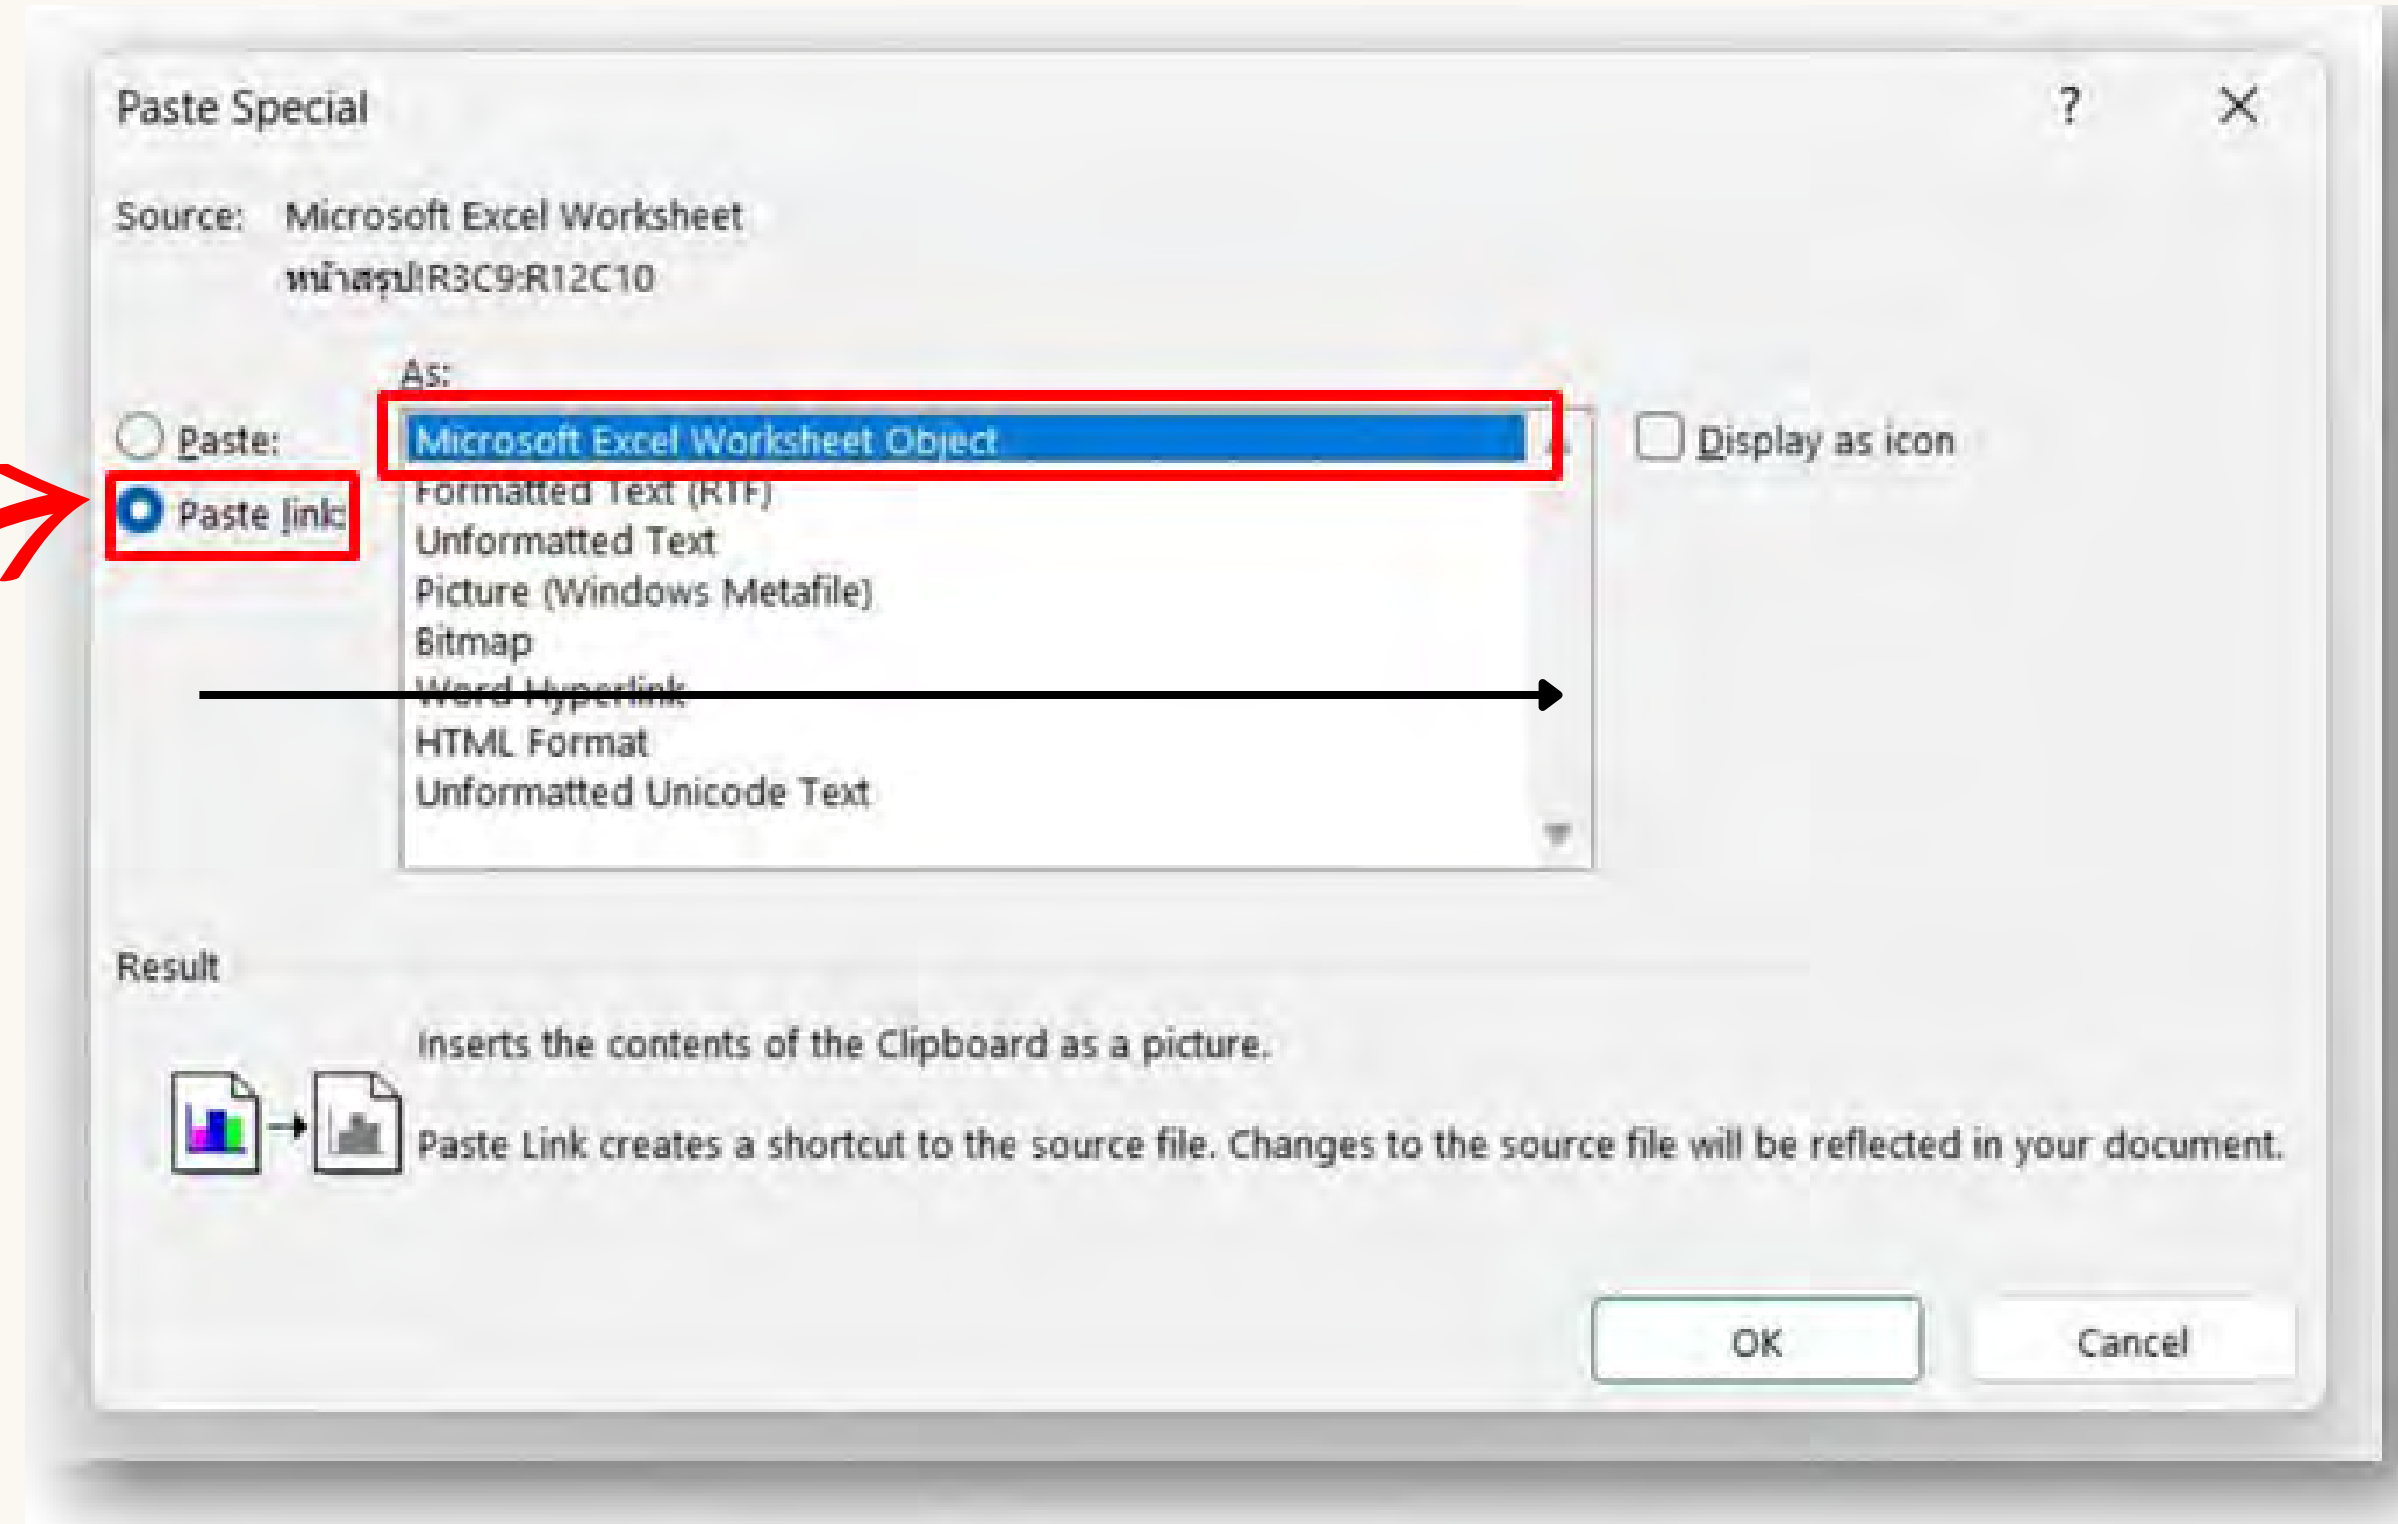 Paste Special
?
Source: Microsoft Excel Worksheet
หน้าสรุป!R3C9:R12C10
As:
Paste:
Paste link:
Microsoft Excel Worksheet Object
Formatted Text (RTF)
Unformatted Text
Picture (Windows Metafile)
Bitmap
Word Hyperlink
HTML Format
Unformatted Unicode Text
Display as icon
Result
Inserts the contents of the Clipboard as a picture.
Paste Link creates a shortcut to the source file. Changes to the source file will be reflected in your document.
OK
Cancel